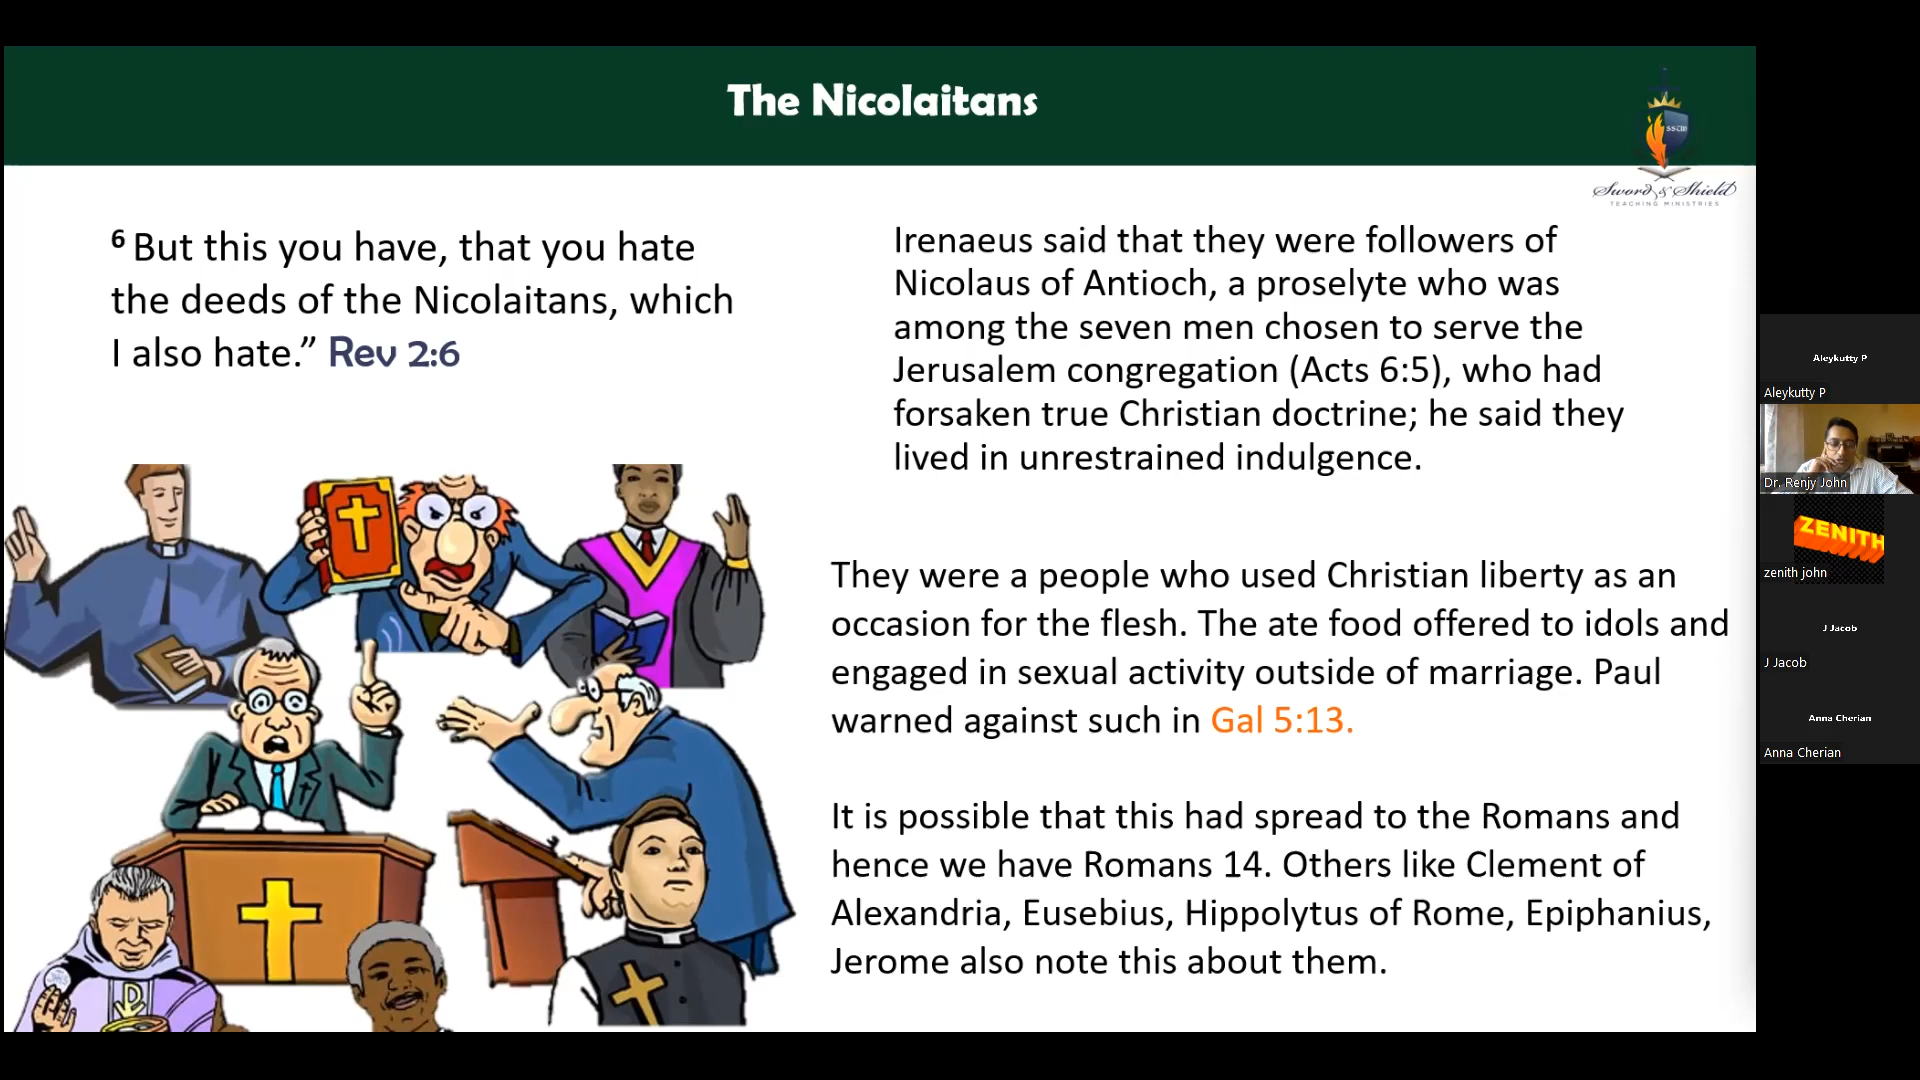 The Nicolaitans
SSTM
Sword & Shield
TEACHING MINISTRIES
6 But this you have, that you hate
the deeds of the Nicolaitans, which
I also hate.” Rev 2:6
Irenaeus said that they were followers of
Nicolaus of Antioch, a proselyte who was
among the seven men chosen to serve the
Jerusalem congregation (Acts 6:5), who had
forsaken true Christian doctrine; he said they
lived in unrestrained indulgence.
They were a people who used Christian liberty as an
occasion for the flesh. The ate food offered to idols and
engaged in sexual activity outside of marriage. Paul
warned against such in Gal 5:13.
It is possible that this had spread to the Romans and
hence we have Romans 14. Others like Clement of
Alexandria, Eusebius, Hippolytus of Rome, Epiphanius,
Jerome also note this about them.
Aleykutty P
Aleykutty P
Dr. Renjy John
ZENITH
zenith john
J Jacob
J Jacob
Anna Cherian
Anna Cherian